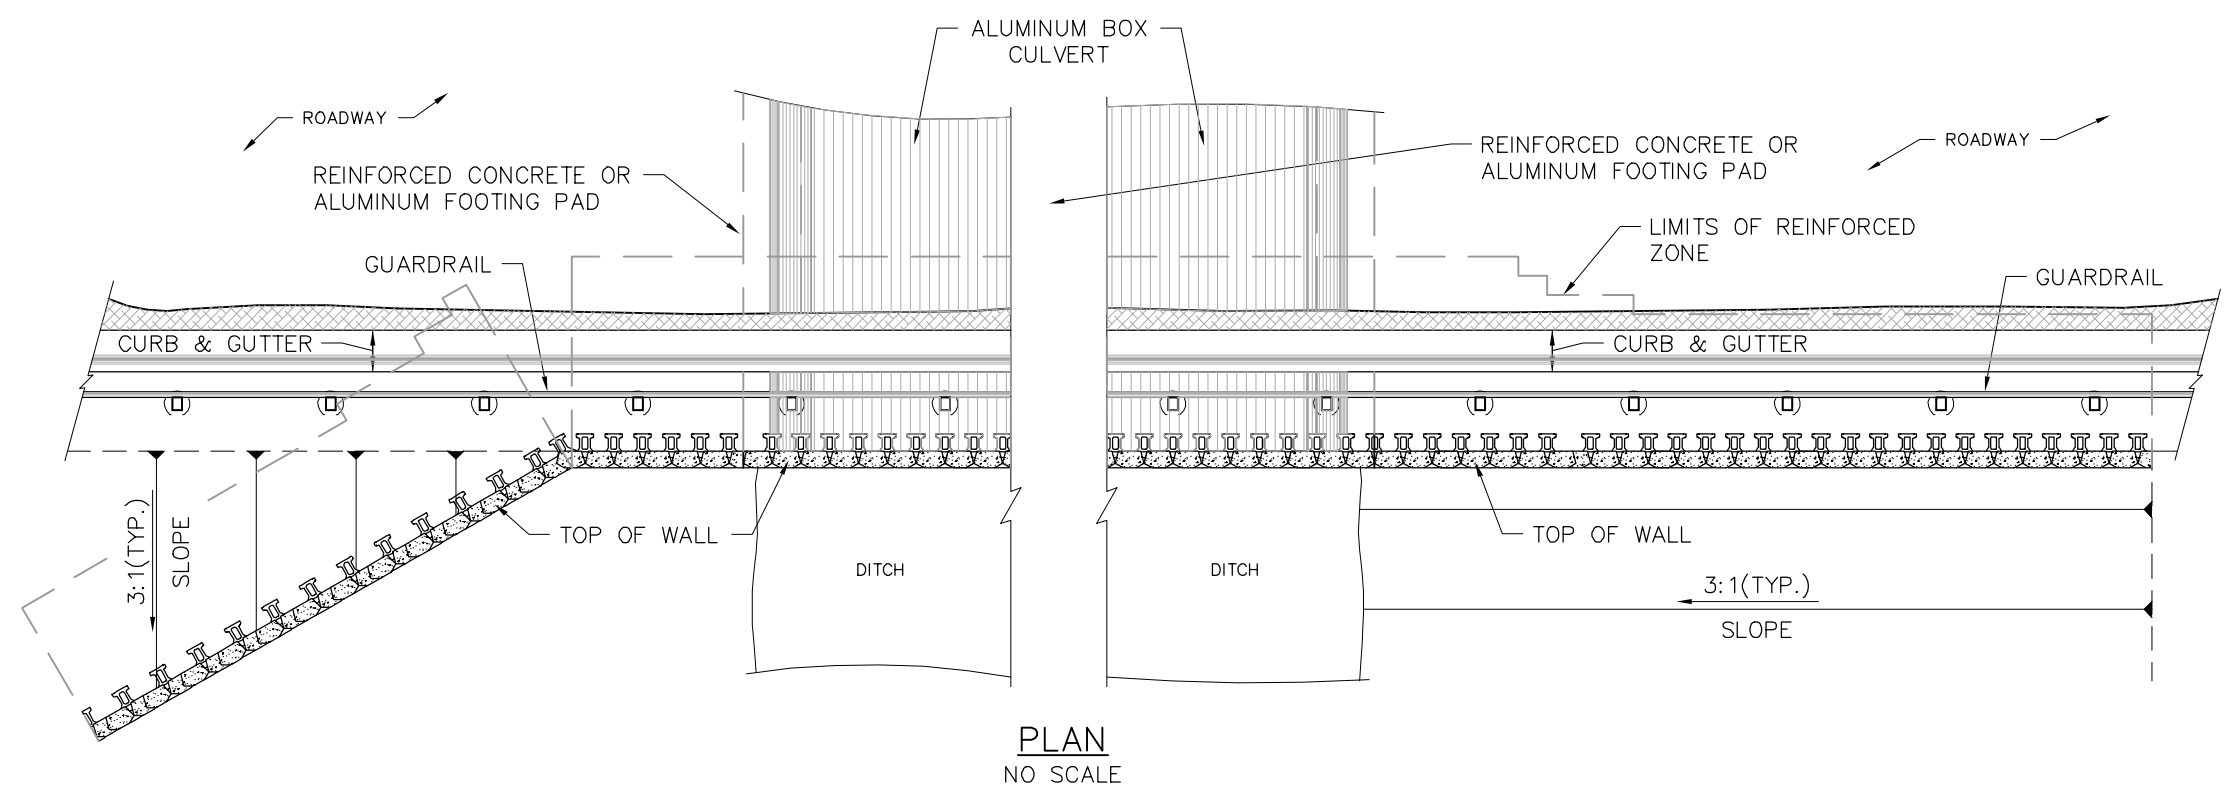 ALUMINUM BOX
CULVERT
ROADWAY
REINFORCED CONCRETE OR
ALUMINUM FOOTING PAD
REINFORCED CONCRETE OR
ALUMINUM FOOTING PAD
ROADWAY
LIMITS OF REINFORCED
ZONE
GUARDRAIL
GUARDRAIL
CURB & GUTTER
CURB & GUTTER
3:1(TYP.)
SLOPE
TOP OF WALL
TOP OF WALL
DITCH
DITCH
3:1(TYP.)
SLOPE
PLAN
NO SCALE